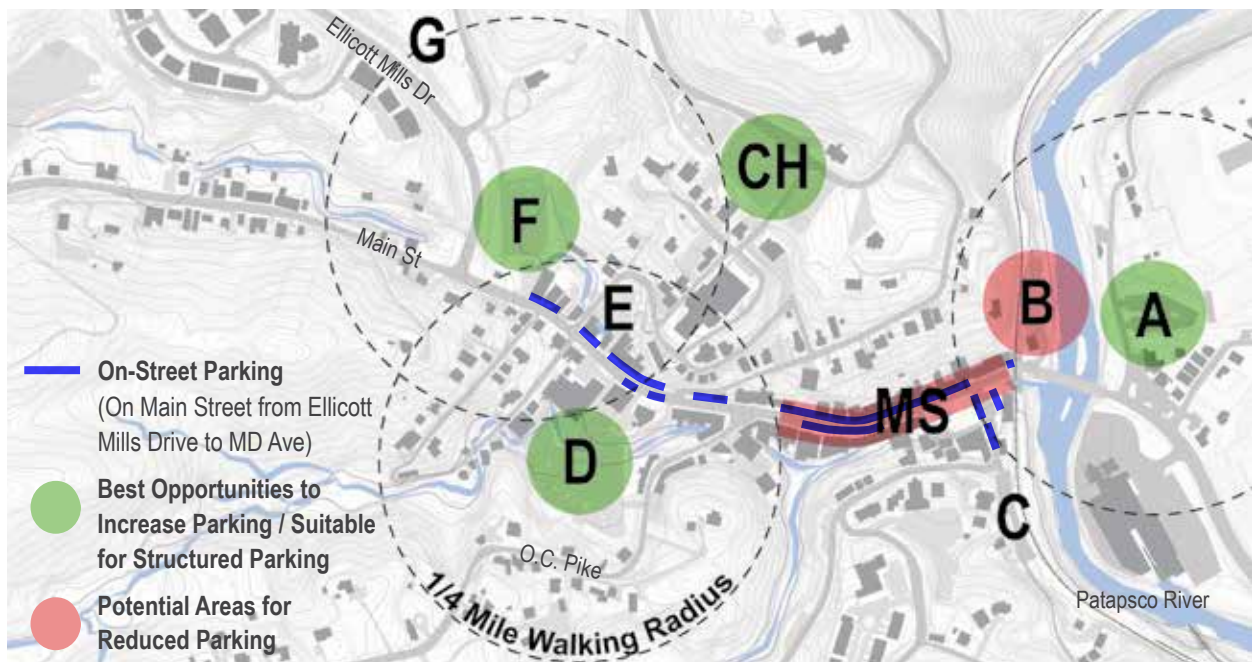 G
Ellicott Mills Dr
CH
F
Main St
E
B
A
MS
D
C
O.C. Pike
1/4 Mile Walking Radius
Patapsco River
On-Street Parking
(On Main Street from Ellicott
Mills Drive to MD Ave)
Best Opportunities to
Increase Parking / Suitable
for Structured Parking
Potential Areas for
Reduced Parking